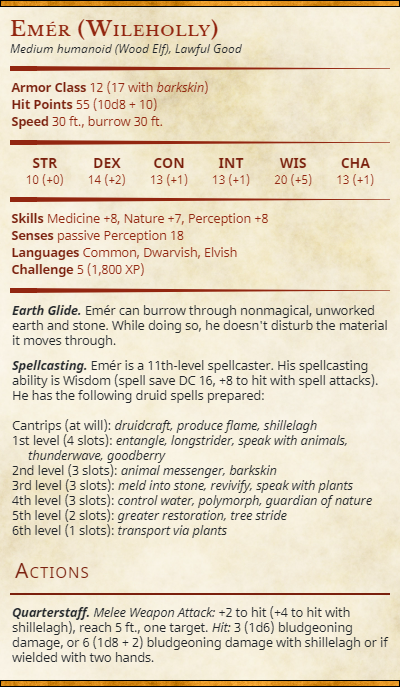 Emér (Wileholly)
Medium humanoid (Wood Elf), Lawful Good
Armor Class 12 (17 with barkskin)
Hit Points 55 (10d8 + 10)
Speed 30 ft., burrow 30 ft.
STR DEX CON INT WIS CHA
10 (+0) 14 (+2) 13 (+1) 13 (+1) 20 (+5) 13 (+1)
Skills Medicine +8, Nature +7, Perception +8
Senses passive Perception 18
Languages Common, Dwarvish, Elvish
Challenge 5 (1,800 XP)
Earth Glide. Emér can burrow through nonmagical, unworked
earth and stone. While doing so, he doesn't disturb the material
it moves through.
Spellcasting. Emér is a 11th-level spellcaster. His spellcasting
ability is Wisdom (spell save DC 16, +8 to hit with spell attacks).
He has the following druid spells prepared:
Cantrips (at will): druidcraft, produce flame, shillelagh
1st level (4 slots): entangle, longstrider, speak with animals,
thunderwave, goodberry
2nd level (3 slots): animal messenger, barkskin
3rd level (3 slots): meld into stone, revivify, speak with plants
4th level (3 slots): control water, polymorph, guardian of nature
5th level (2 slots): greater restoration, tree stride
6th level (1 slots): transport via plants
Actions
Quarterstaff. Melee Weapon Attack: +2 to hit (+4 to hit with
shillelagh), reach 5 ft., one target. Hit: 3 (1d6) bludgeoning
damage, or 6 (1d8 + 2) bludgeoning damage with shillelagh or if
wielded with two hands.